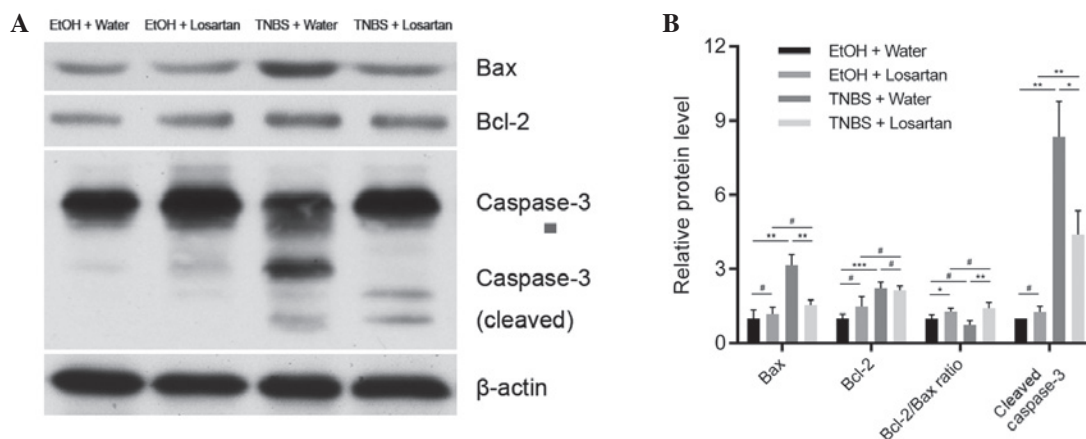 A
EtOH + Water EtOH + Losartan TNBS + Water TNBS + Losartan
Bax
Bcl-2
Caspase-3
Caspase-3
(cleaved)
β-actin
B
EtOH + Water
EtOH + Losartan
TNBS + Water
TNBS + Losartan
Relative protein level
12
9
6
3
0
** *
**
#
** **
#
#
***
# #
#
# #
* **
#
Bax
Bcl-2
Bcl-2/Bax ratio
Cleaved
caspase-3